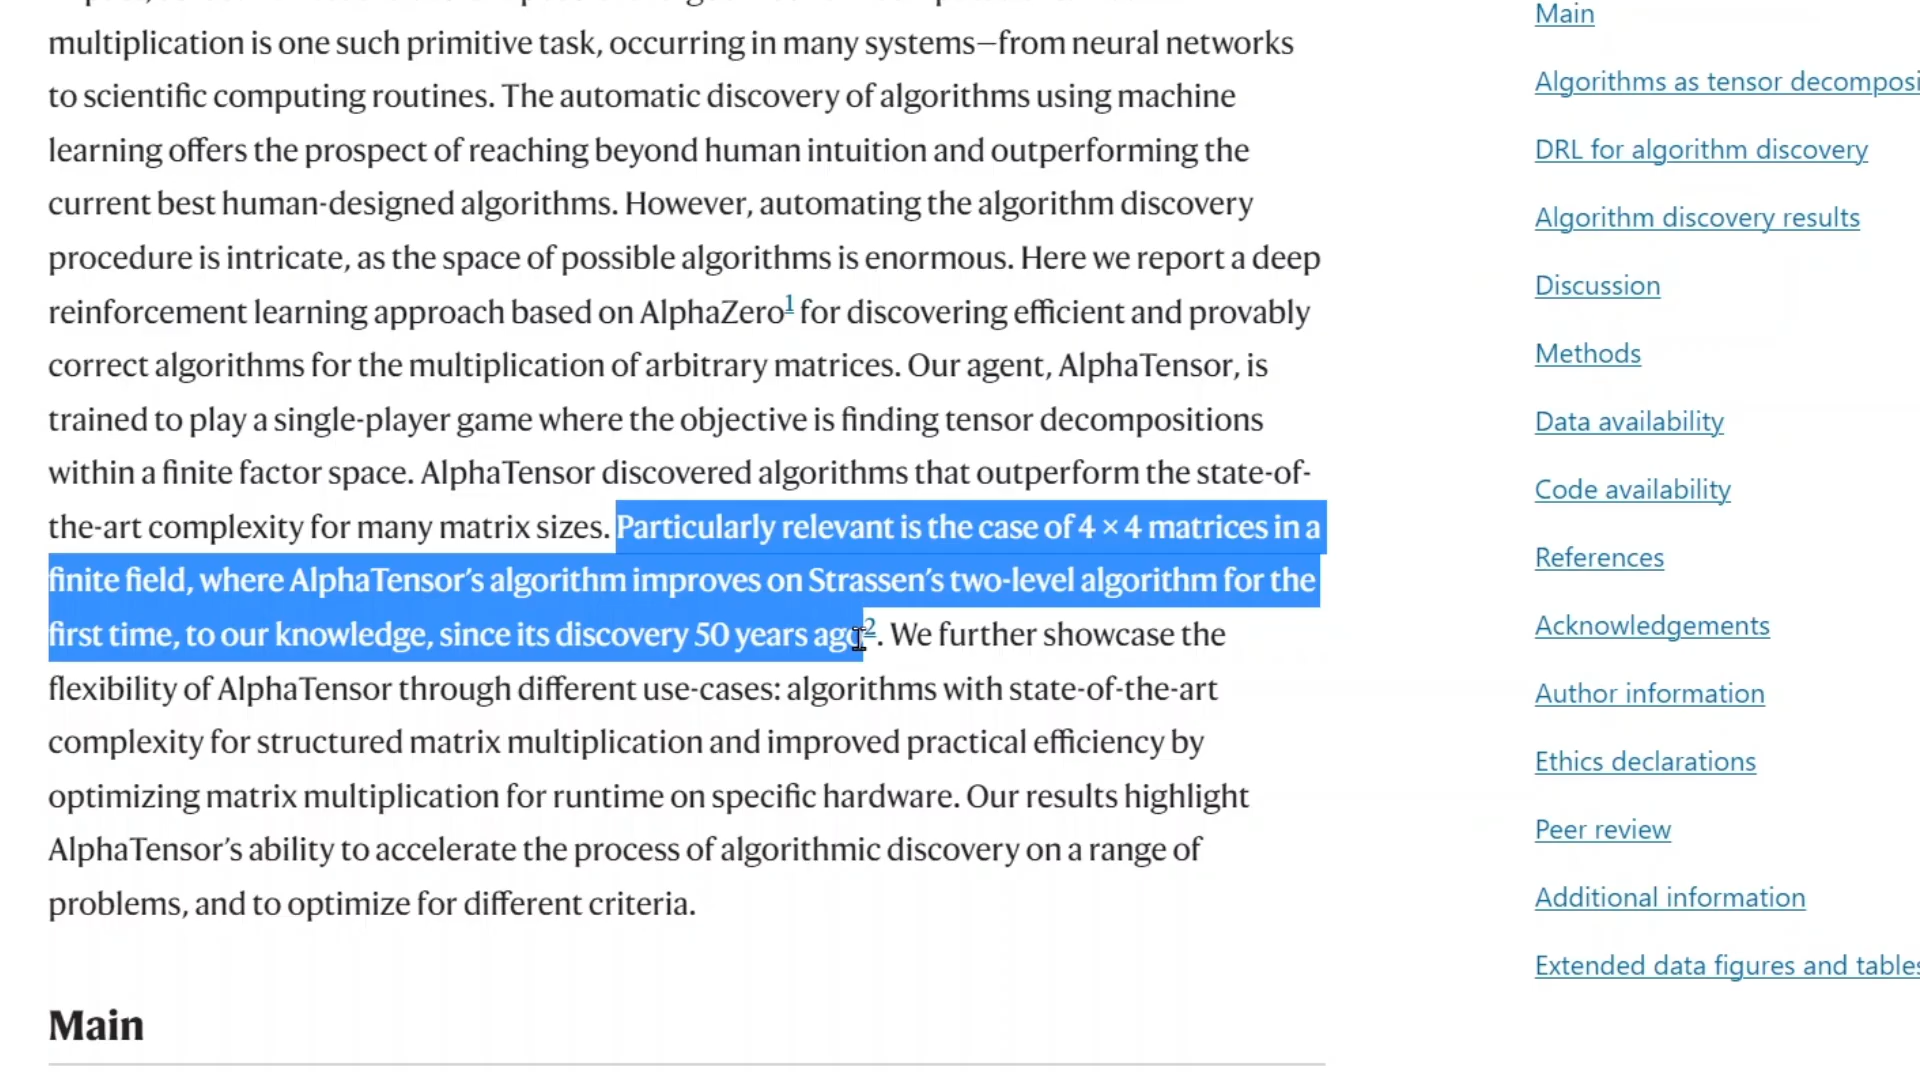 multiplication is one such primitive task, occurring in many systems—from neural networks
to scientific computing routines. The automatic discovery of algorithms using machine
learning offers the prospect of reaching beyond human intuition and outperforming the
current best human-designed algorithms. However, automating the algorithm discovery
procedure is intricate, as the space of possible algorithms is enormous. Here we report a deep
reinforcement learning approach based on AlphaZero1 for discovering efficient and provably
correct algorithms for the multiplication of arbitrary matrices. Our agent, AlphaTensor, is
trained to play a single-player game where the objective is finding tensor decompositions
within a finite factor space. AlphaTensor discovered algorithms that outperform the state-of-
the-art complexity for many matrix sizes. Particularly relevant is the case of 4 × 4 matrices in a
finite field, where AlphaTensor’s algorithm improves on Strassen’s two-level algorithm for the
first time, to our knowledge, since its discovery 50 years ago2. We further showcase the
flexibility of AlphaTensor through different use-cases: algorithms with state-of-the-art
complexity for structured matrix multiplication and improved practical efficiency by
optimizing matrix multiplication for runtime on specific hardware. Our results highlight
AlphaTensor’s ability to accelerate the process of algorithmic discovery on a range of
problems, and to optimize for different criteria.
Main
Main
Algorithms as tensor decomposi
DRL for algorithm discovery
Algorithm discovery results
Discussion
Methods
Data availability
Code availability
References
Acknowledgements
Author information
Ethics declarations
Peer review
Additional information
Extended data figures and tables